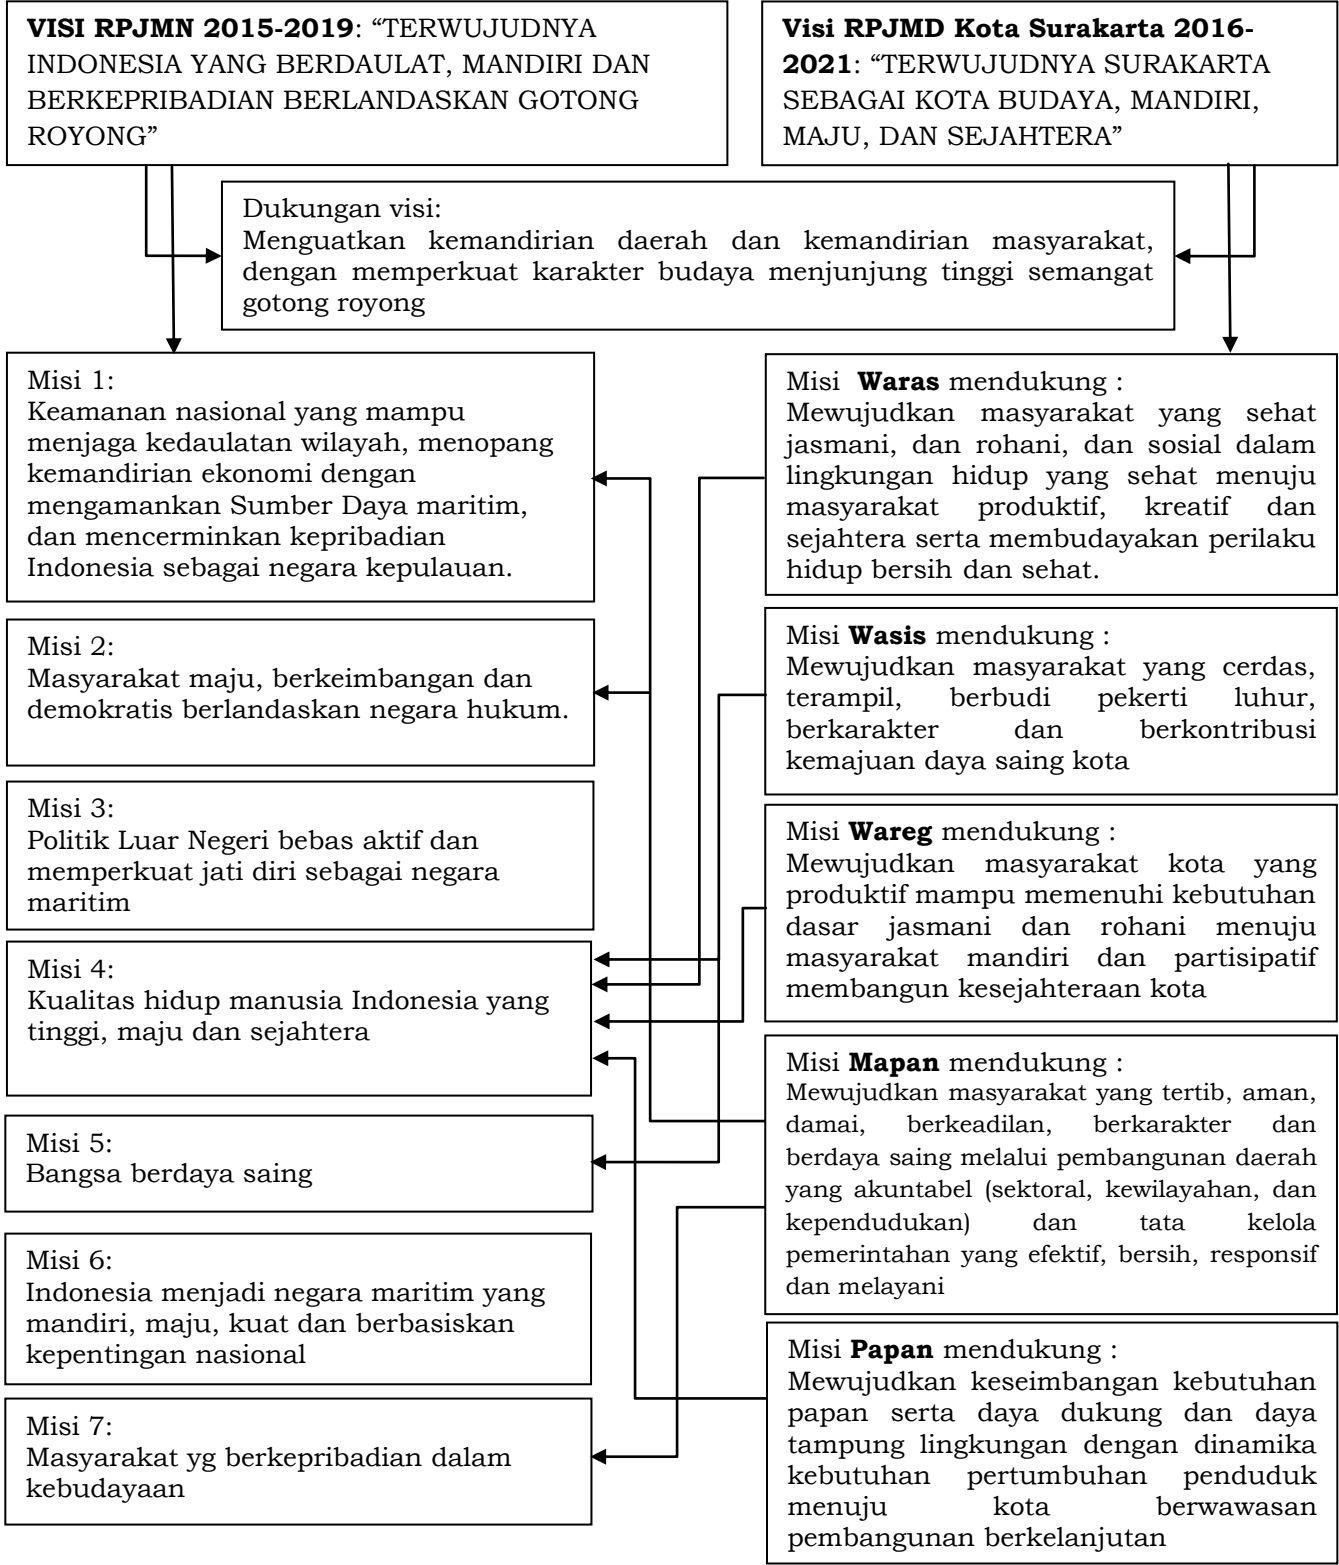 VISI RPJMN 2015-2019: “TERWUJUDNYA
INDONESIA YANG BERDAULAT, MANDIRI DAN
BERKEPRIBADIAN BERLANDASKAN GOTONG
ROYONG”
Visi RPJMD Kota Surakarta 2016-
2021: “TERWUJUDNYA SURAKARTA
SEBAGAI KOTA BUDAYA, MANDIRI,
MAJU, DAN SEJAHTERA”
Dukungan visi:
Menguatkan kemandirian daerah dan kemandirian masyarakat,
dengan memperkuat karakter budaya menjunjung tinggi semangat
gotong royong
Misi 1:
Keamanan nasional yang mampu
menjaga kedaulatan wilayah, menopang
kemandirian ekonomi dengan
mengamankan Sumber Daya maritim,
dan mencerminkan kepribadian
Indonesia sebagai negara kepulauan.
Misi 2:
Masyarakat maju, berkeimbangan dan
demokratis berlandaskan negara hukum.
Misi 3:
Politik Luar Negeri bebas aktif dan
memperkuat jati diri sebagai negara
maritim
Misi 4:
Kualitas hidup manusia Indonesia yang
tinggi, maju dan sejahtera
Misi 5:
Bangsa berdaya saing
Misi 6:
Indonesia menjadi negara maritim yang
mandiri, maju, kuat dan berbasiskan
kepentingan nasional
Misi 7:
Masyarakat yg berkepribadian dalam
kebudayaan
Misi Waras mendukung :
Mewujudkan masyarakat yang sehat
jasmani, dan rohani, dan sosial dalam
lingkungan hidup yang sehat menuju
masyarakat produktif, kreatif dan
sejahtera serta membudayakan perilaku
hidup bersih dan sehat.
Misi Wasis mendukung :
Mewujudkan masyarakat yang cerdas,
terampil, berbudi pekerti luhur,
berkarakter dan berkontribusi
kemajuan daya saing kota
Misi Wareg mendukung :
Mewujudkan masyarakat kota yang
produktif mampu memenuhi kebutuhan
dasar jasmani dan rohani menuju
masyarakat mandiri dan partisipatif
membangun kesejahteraan kota
Misi Mapan mendukung :
Mewujudkan masyarakat yang tertib, aman,
damai, berkeadilan, berkarakter dan
berdaya saing melalui pembangunan daerah
yang akuntabel (sektoral, kewilayahan, dan
kependudukan) dan tata kelola
pemerintahan yang efektif, bersih, responsif
dan melayani
Misi Papan mendukung :
Mewujudkan keseimbangan kebutuhan
papan serta daya dukung dan daya
tampung lingkungan dengan dinamika
kebutuhan pertumbuhan penduduk
menuju kota berwawasan
pembangunan berkelanjutan